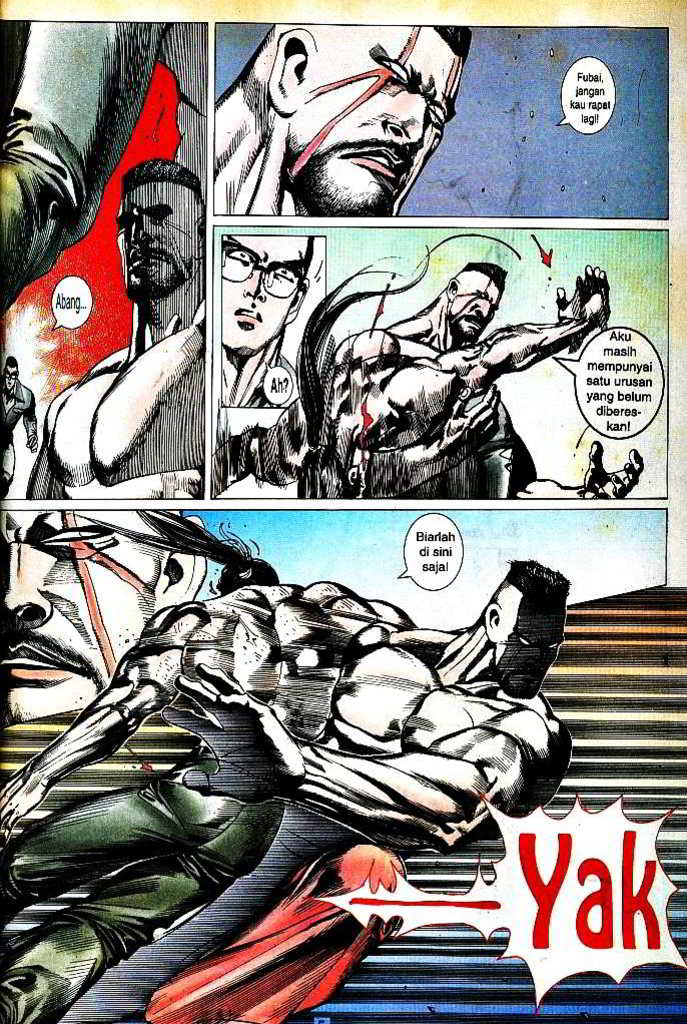 Abang...
Fubai,
jangan
kau rapat
lagi!
Ah?
Aku
masih
mempunyai
satu urusan
yang belum
diberes-
kan!
Biarlah
di sini
saja!
Yak